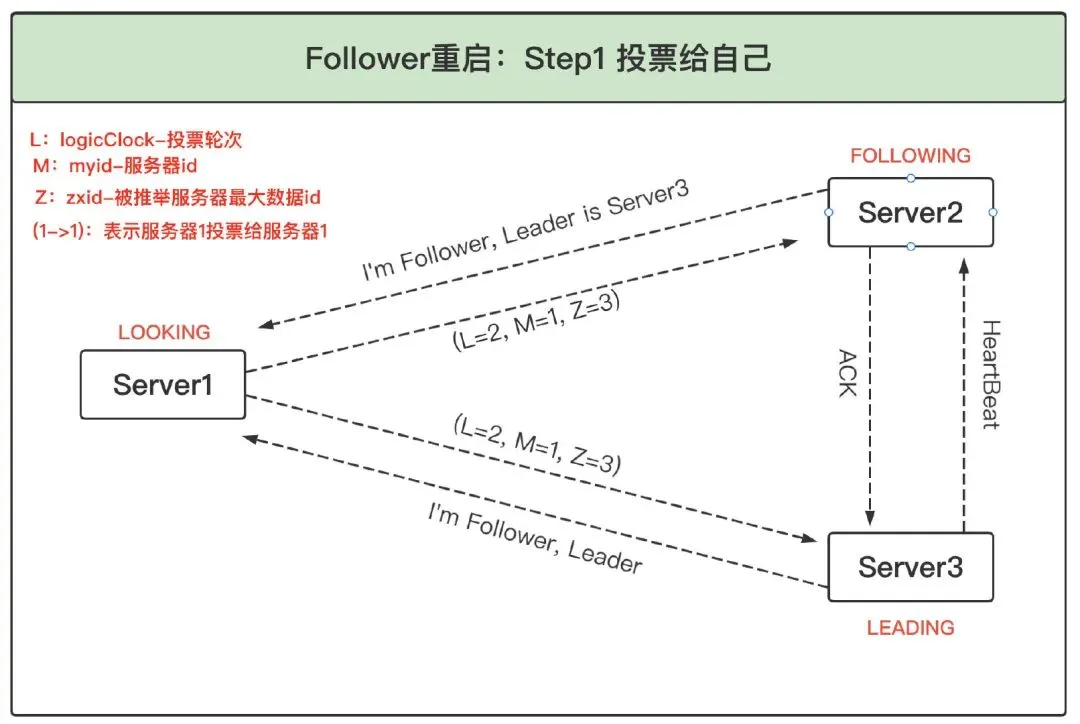 Follower重启：Step1 投票给自己
L：logicClock-投票轮次
M：myid-服务器id
Z：zxid-被推举服务器最大数据id
(1->1)：表示服务器1投票给服务器1
FOLLOWING
Server2
I'm Follower, Leader is Server3
(L=2, M=1, Z=3)
LOOKING
Server1
ACK
HeartBeat
(L=2, M=1, Z=3)
I'm Follower, Leader
Server3
LEADING